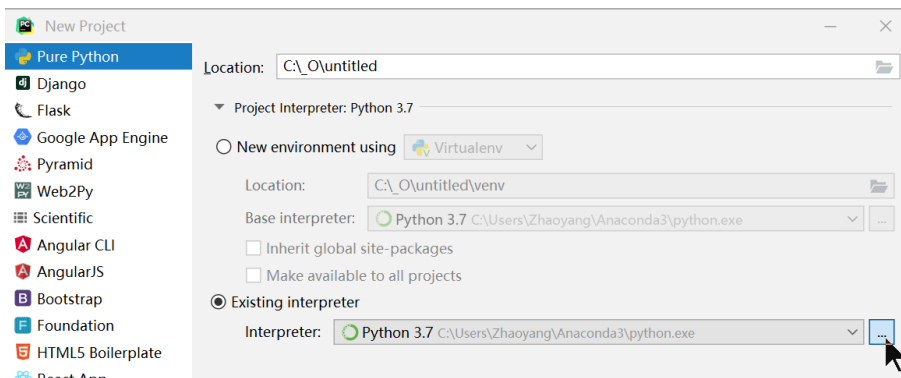 New Project
Pure Python
Django
Flask
Google App Engine
Pyramid
Web2Py
Scientific
Angular CLI
AngularJS
Bootstrap
Foundation
HTML5 Boilerplate
React App
Location: C:\_O\untitled
Project Interpreter: Python 3.7
New environment using Virtualenv
Location: C:\_O\untitled\venv
Base interpreter: Python 3.7 C:\Users\Zhaoyang\Anaconda3\python.exe ...
Inherit global site-packages
Make available to all projects
Existing interpreter
Interpreter: Python 3.7 C:\Users\Zhaoyang\Anaconda3\python.exe ...